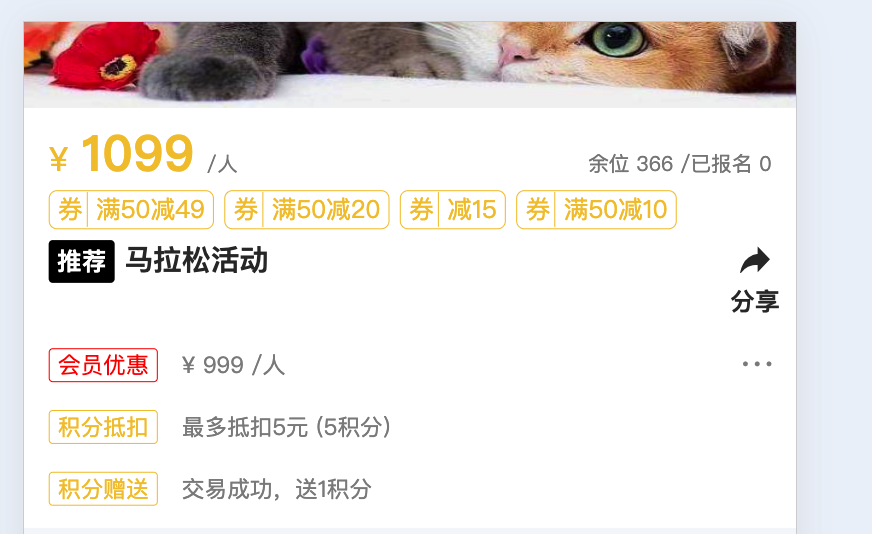 ¥ 1099 /人 余位 366 /已报名 0
券 满50减49 券 满50减20 券 减15 券 满50减10
推荐 马拉松活动
分享
会员优惠 ¥ 999 /人 ···
积分抵扣 最多抵扣5元 (5积分)
积分赠送 交易成功，送1积分